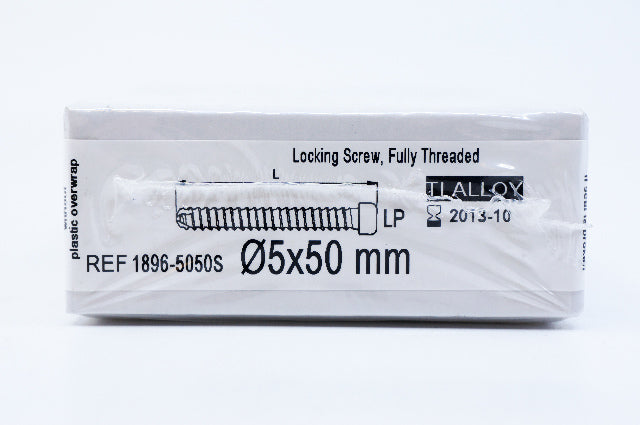 Locking Screw, Fully Threaded
L
TI ALLOY
LP
2013-10
REF 1896-5050S Ø5x50 mm
plastic overwrap